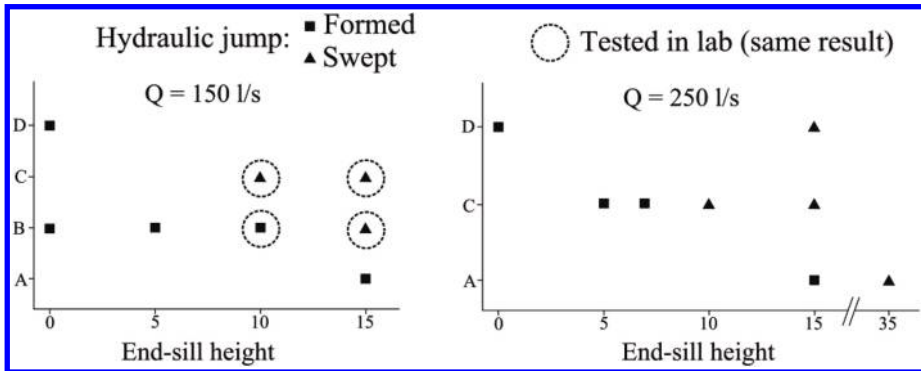 Hydraulic jump: ■ Formed
▲ Swept
Tested in lab (same result)
Q = 150 l/s
D
C
B
A
0 5 10 15
End-sill height
Q = 250 l/s
D
C
A
0 5 10 15 35
End-sill height